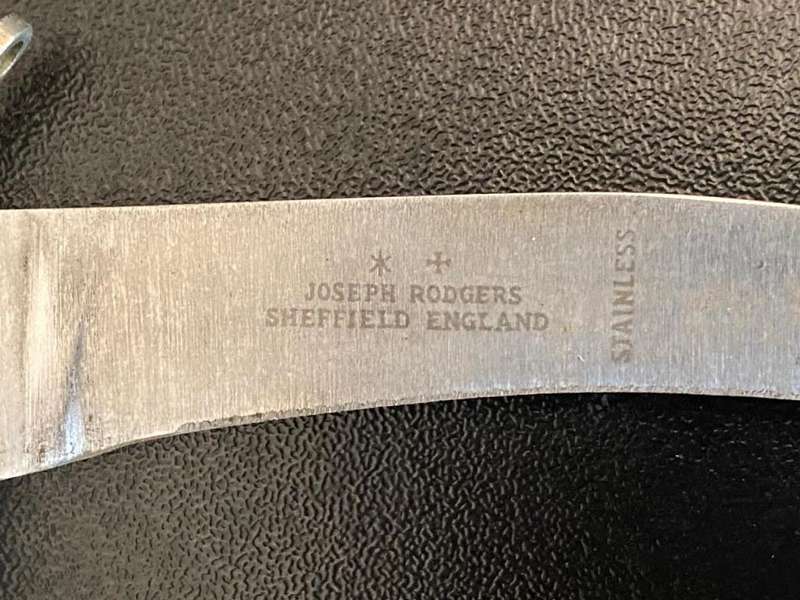 JOSEPH RODGERS
SHEFFIELD ENGLAND
STAINLESS